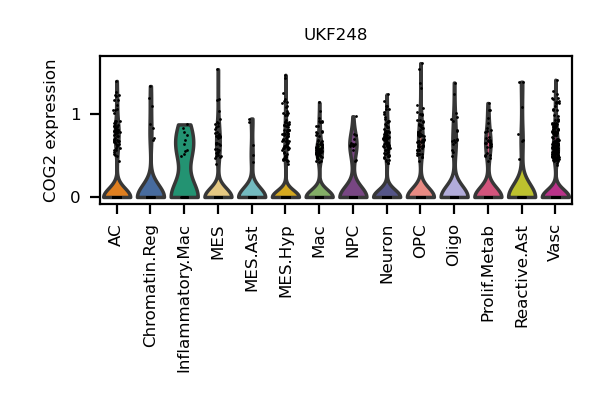 UKF248
COG2 expression
1
0
AC
Chromatin.Reg
Inflammatory.Mac
MES
MES.Ast
MES.Hyp
Mac
NPC
Neuron
OPC
Oligo
Prolif.Metab
Reactive.Ast
Vasc